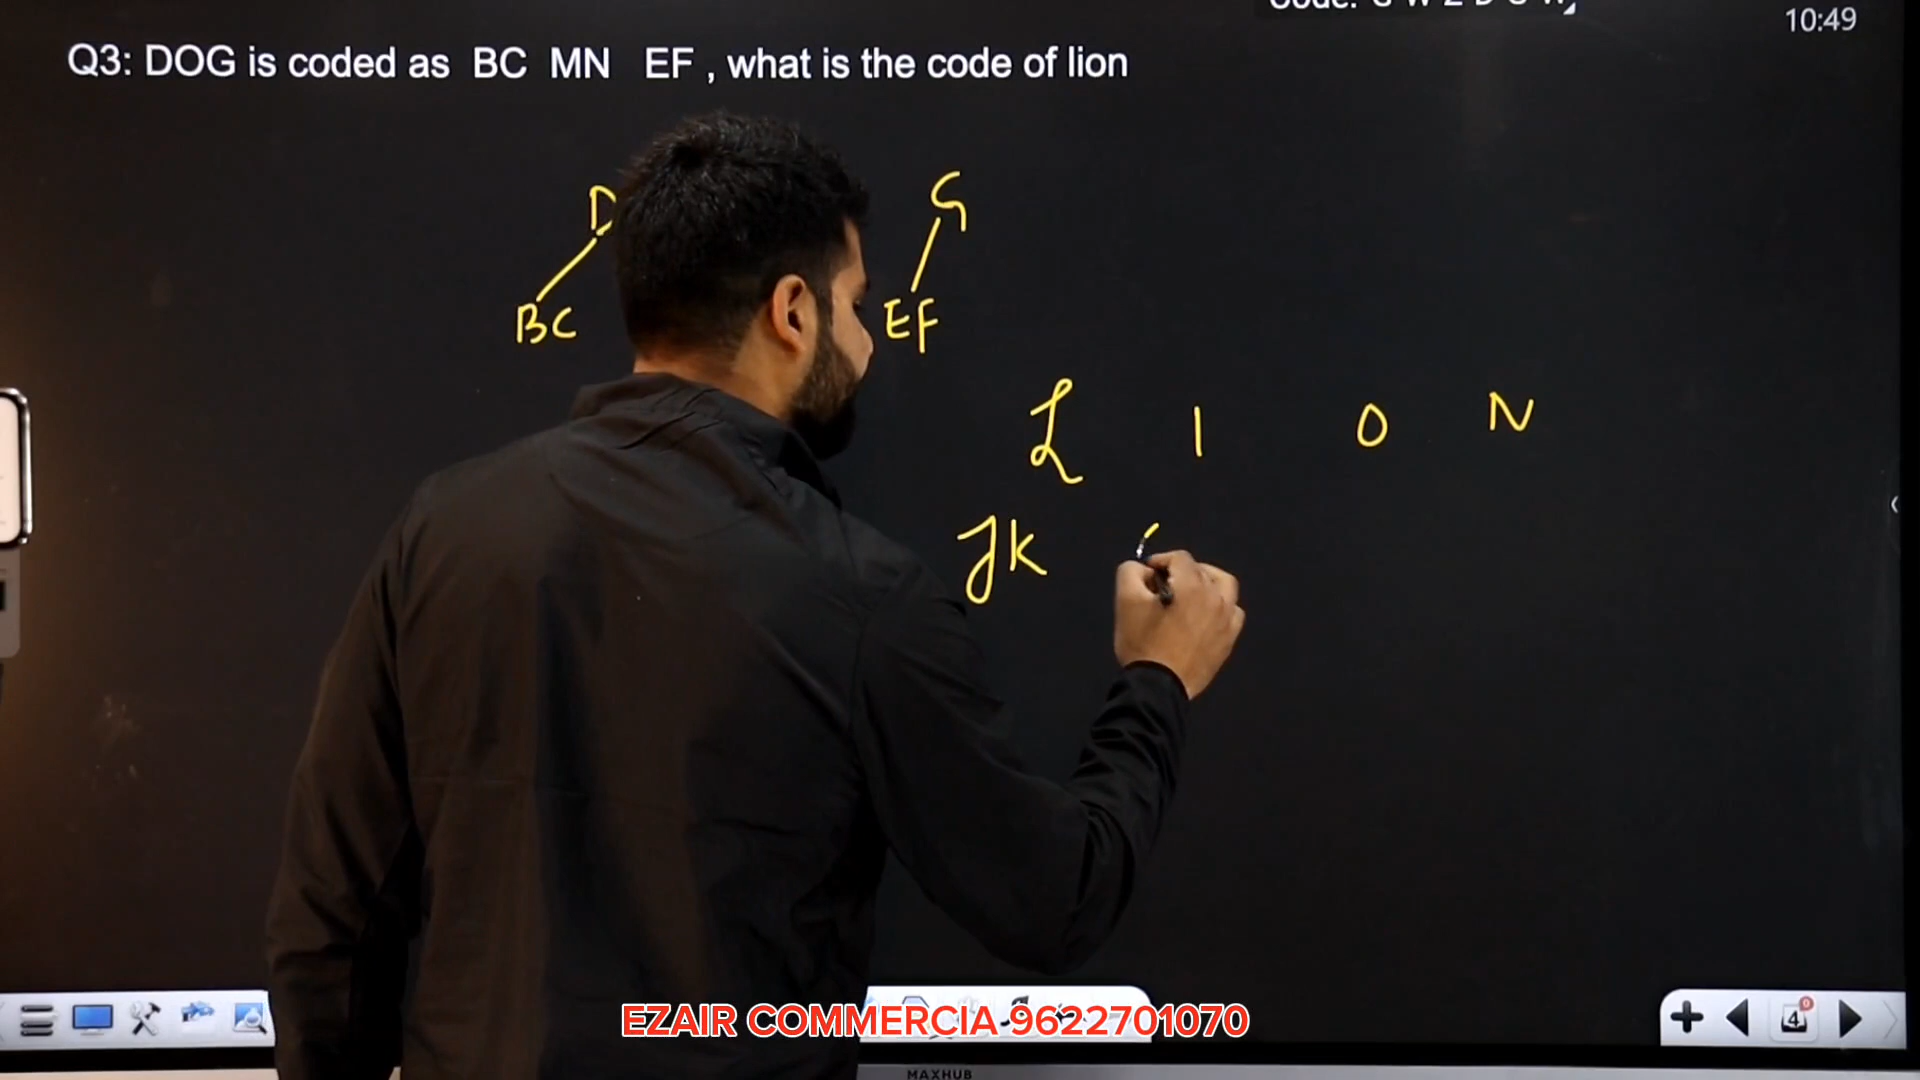 10:49
Q3: DOG is coded as BC MN EF , what is the code of lion
D G
BC EF
L I O N
JK
4
EZAIR COMMERCIA 9622701070
MAXHUB